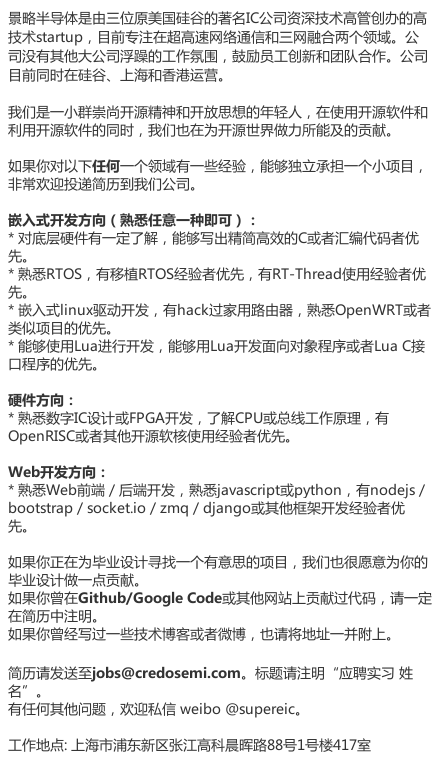 景略半导体是由三位原美国硅谷的著名IC公司资深技术高管创办的高
技术startup，目前专注在超高速网络通信和三网融合两个领域。公
司没有其他大公司浮躁的工作氛围，鼓励员工创新和团队合作。公司
目前同时在硅谷、上海和香港运营。
我们是一小群崇尚开源精神和开放思想的年轻人，在使用开源软件和
利用开源软件的同时，我们也在为开源世界做力所能及的贡献。
如果你对以下任何一个领域有一些经验，能够独立承担一个小项目，
非常欢迎投递简历到我们公司。
嵌入式开发方向（熟悉任意一种即可）：
* 对底层硬件有一定了解，能够写出精简高效的C或者汇编代码者优
先。
* 熟悉RTOS，有移植RTOS经验者优先，有RT-Thread使用经验者优
先。
* 嵌入式linux驱动开发，有hack过家用路由器，熟悉OpenWRT或者
类似项目的优先。
* 能够使用Lua进行开发，能够用Lua开发面向对象程序或者Lua C接
口程序的优先。
硬件方向：
* 熟悉数字IC设计或FPGA开发，了解CPU或总线工作原理，有
OpenRISC或者其他开源软核使用经验者优先。
Web开发方向：
* 熟悉Web前端 / 后端开发，熟悉javascript或python，有nodejs /
bootstrap / socket.io / zmq / django或其他框架开发经验者优
先。
如果你正在为毕业设计寻找一个有意思的项目，我们也很愿意为你的
毕业设计做一点贡献。
如果你曾在Github/Google Code或其他网站上贡献过代码，请一定
在简历中注明。
如果你曾经写过一些技术博客或者微博，也请将地址一并附上。
简历请发送至jobs@credosemi.com。标题请注明“应聘实习 姓
名”。
有任何其他问题，欢迎私信 weibo @supereic。
工作地点: 上海市浦东新区张江高科晨晖路88号1号楼417室